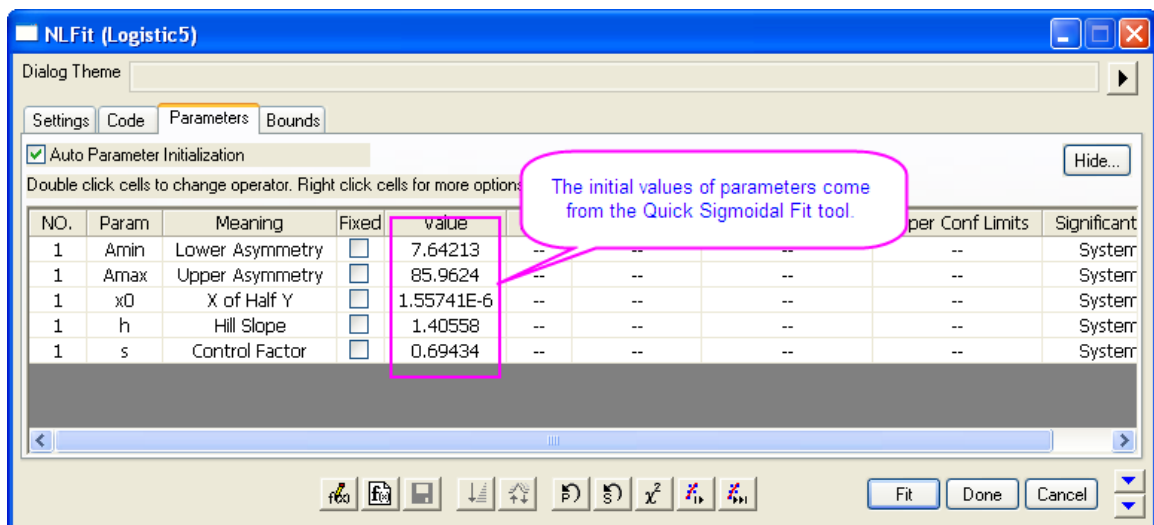 NLFit (Logistic5)
Dialog Theme
Settings Code Parameters Bounds
Auto Parameter Initialization
Hide...
Double click cells to change operator. Right click cells for more options
The initial values of parameters come
from the Quick Sigmoidal Fit tool.
NO. Param Meaning Fixed Value per Conf Limits Significant
1 Amin Lower Asymmetry 7.64213 -- -- -- -- System
1 Amax Upper Asymmetry 85.9624 -- -- -- -- System
1 x0 X of Half Y 1.55741E-6 -- -- -- -- System
1 h Hill Slope 1.40558 -- -- -- -- System
1 s Control Factor 0.69434 -- -- -- -- System
Fit Done Cancel